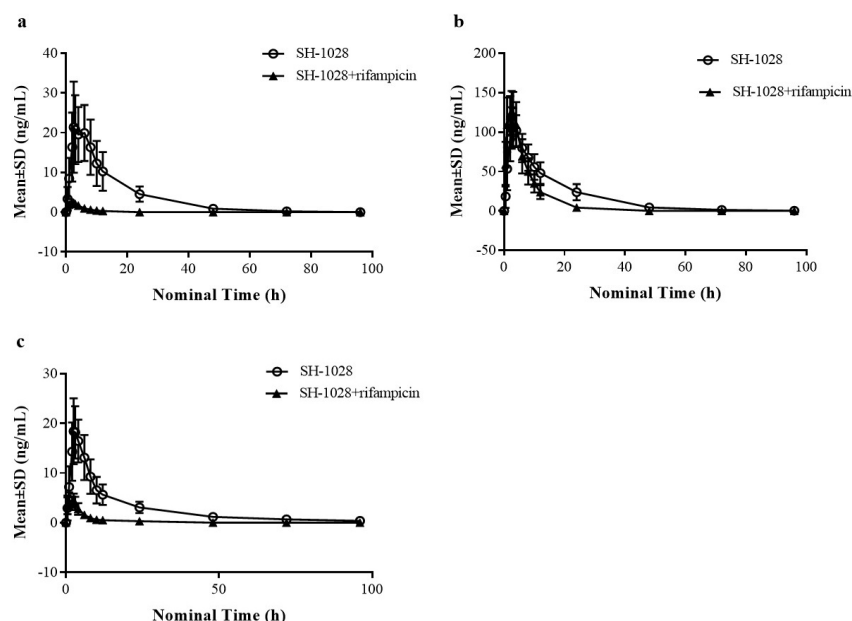 a
SH-1028
SH-1028+rifampicin
Mean±SD (ng/mL)
40
30
20
10
0
-10
0 20 40 60 80 100
Nominal Time (h)
b
SH-1028
SH-1028+rifampicin
Mean±SD (ng/mL)
200
150
100
50
0
-50
0 20 40 60 80 100
Nominal Time (h)
c
SH-1028
SH-1028+rifampicin
Mean±SD (ng/mL)
30
20
10
0
-10
0 50 100
Nominal Time (h)